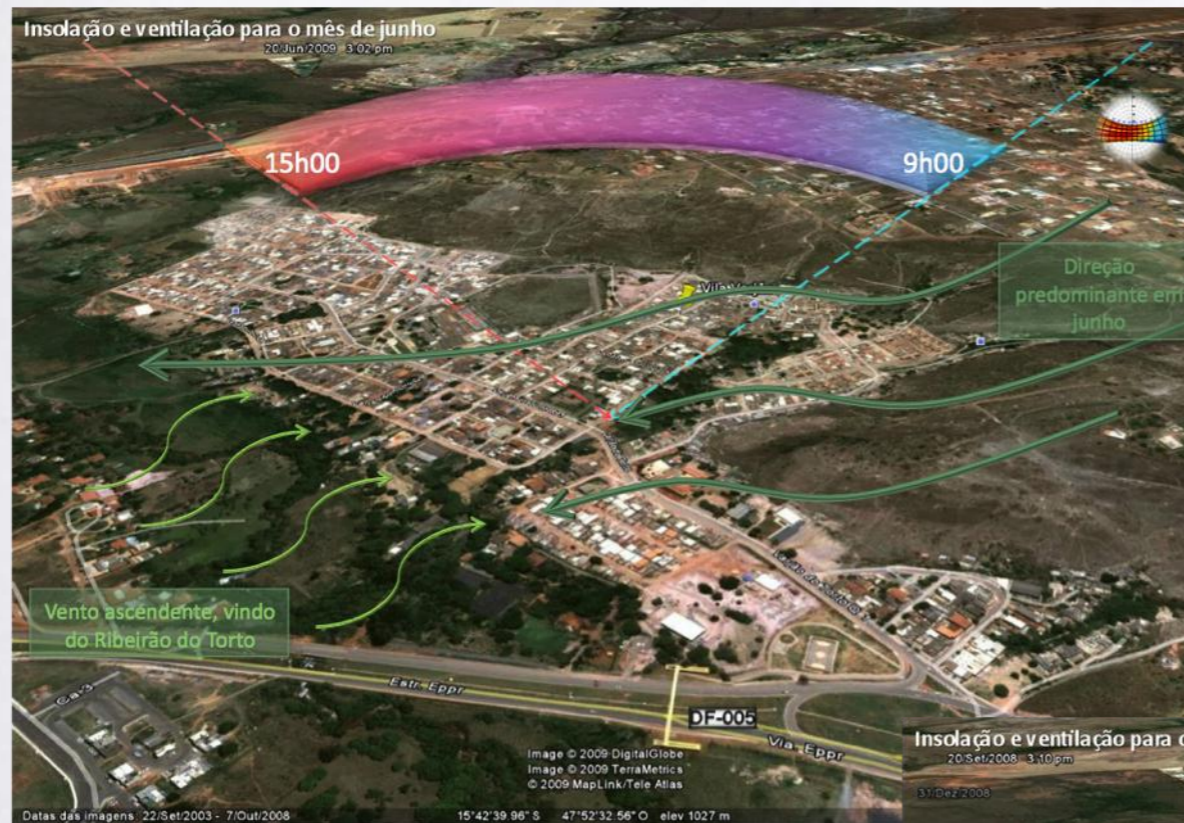 Insolação e ventilação para o mês de junho
20/Jun/2009 3:02 pm
15h00
9h00
Direção
predominante em
junho
Vento ascendente, vindo
do Ribeirão do Torto
Estr. Eppr
DF-005
Via. Eppr
Image © 2009 DigitalGlobe
Image © 2009 TerraMetrics
© 2009 MapLink/Tele Atlas
Datas das imagens 22/Set/2003 - 7/Out/2008
15°42'39.96" S 47°52'32.56" O elev 1027 m
Insolação e ventilação para
20/Set/2008 3:10 pm
31/Dez/2008